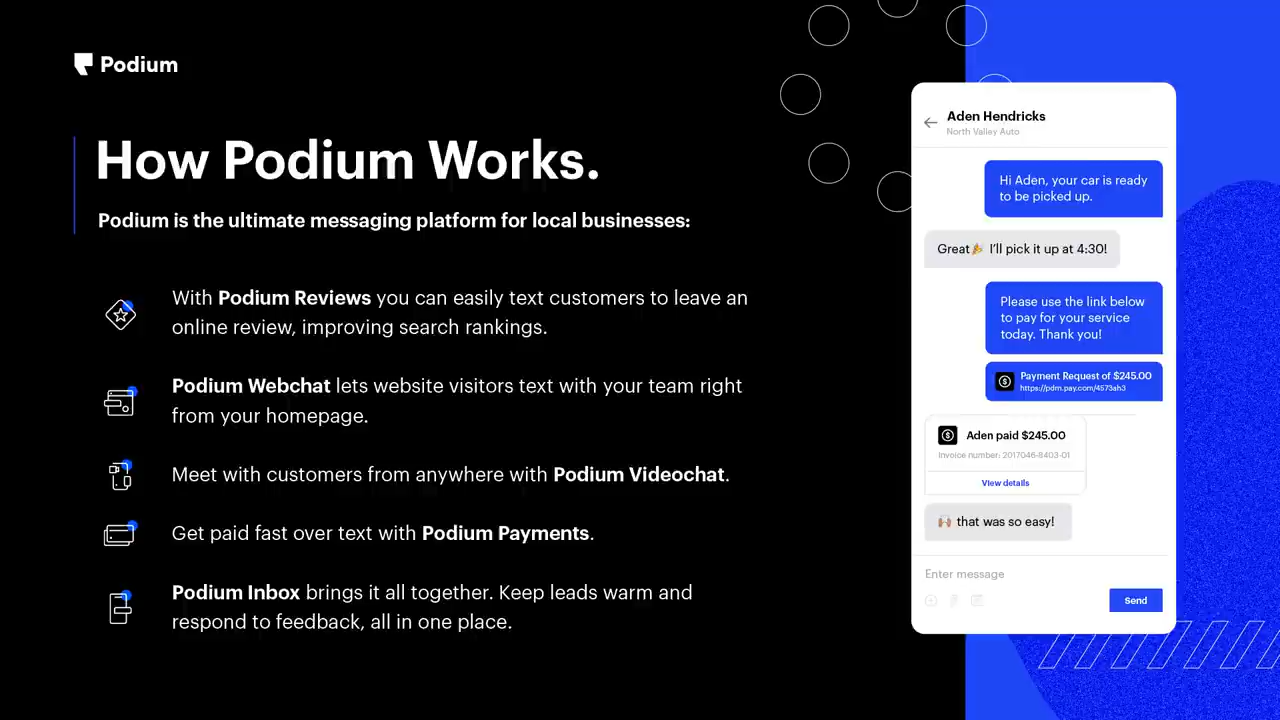 Podium
How Podium Works.
Podium is the ultimate messaging platform for local businesses:
With Podium Reviews you can easily text customers to leave an
online review, improving search rankings.
Podium Webchat lets website visitors text with your team right
from your homepage.
Meet with customers from anywhere with Podium Videochat.
Get paid fast over text with Podium Payments.
Podium Inbox brings it all together. Keep leads warm and
respond to feedback, all in one place.
Aden Hendricks
North Valley Auto
Hi Aden, your car is ready
to be picked up.
Great🎉 I'll pick it up at 4:30!
Please use the link below
to pay for your service
today. Thank you!
Payment Request of $245.00
https://pdm.pay.com/4573ah3
Aden paid $245.00
Invoice number: 2017046-8403-01
View details
🙌🏼 that was so easy!
Enter message
Send